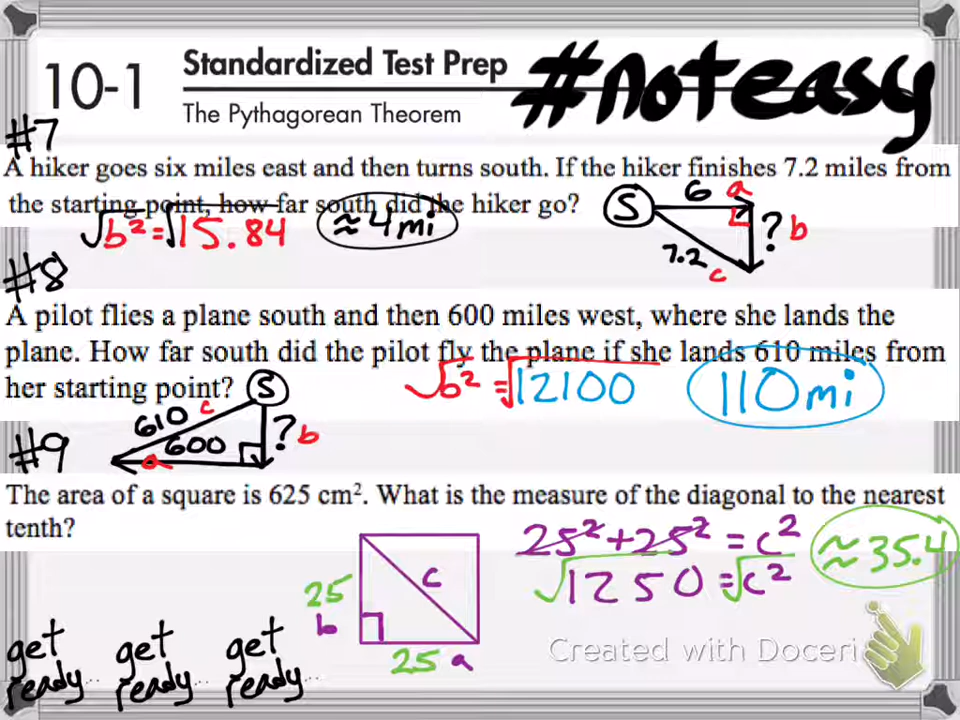 10-1 Standardized Test Prep #noteasy
The Pythagorean Theorem
#7
A hiker goes six miles east and then turns south. If the hiker finishes 7.2 miles from
the starting point, how far south did the hiker go?
√b² = √15.84 ≈4mi
S 6 a
? b
7.2 c
#8
A pilot flies a plane south and then 600 miles west, where she lands the
plane. How far south did the pilot fly the plane if she lands 610 miles from
her starting point? S
√b² = √12100 110mi
610 c
600 ? b
a
#9
The area of a square is 625 cm². What is the measure of the diagonal to the nearest
tenth?
25² + 25² = c² ≈35.4
√1250 = √c²
c
25
b
25 a
get get get
ready... ready... ready...
Created with Doceri